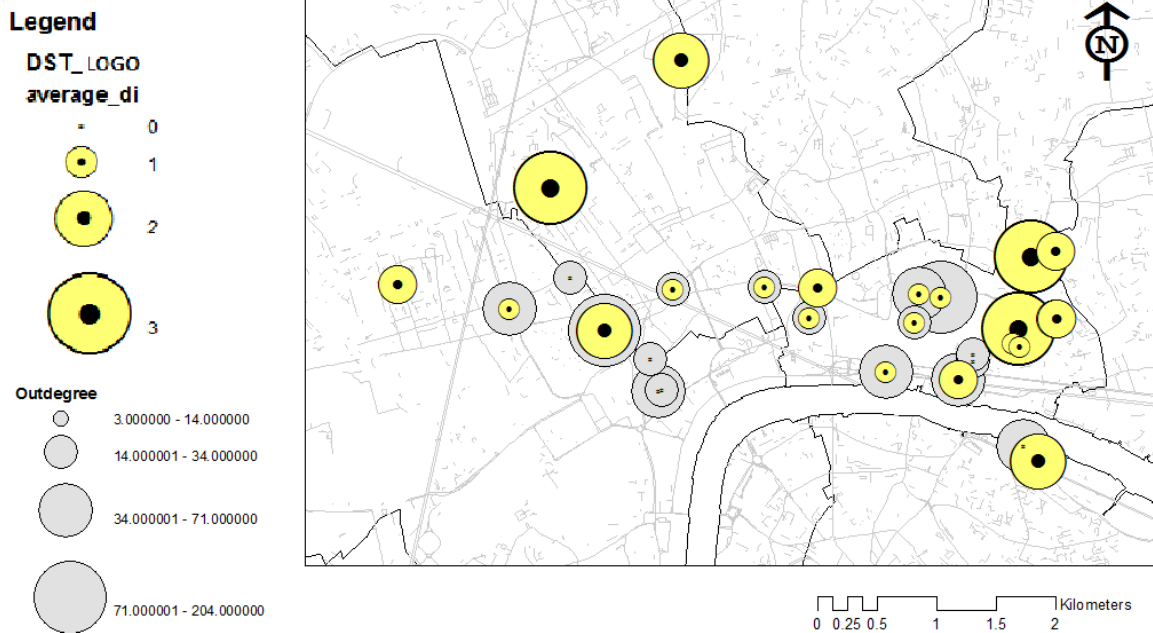 Legend
DST_LOGO
average_di
0
1
2
3
Outdegree
3.000000 - 14.000000
14.000001 - 34.000000
34.000001 - 71.000000
71.000001 - 204.000000
N
Kilometers
0 0.25 0.5 1 1.5 2